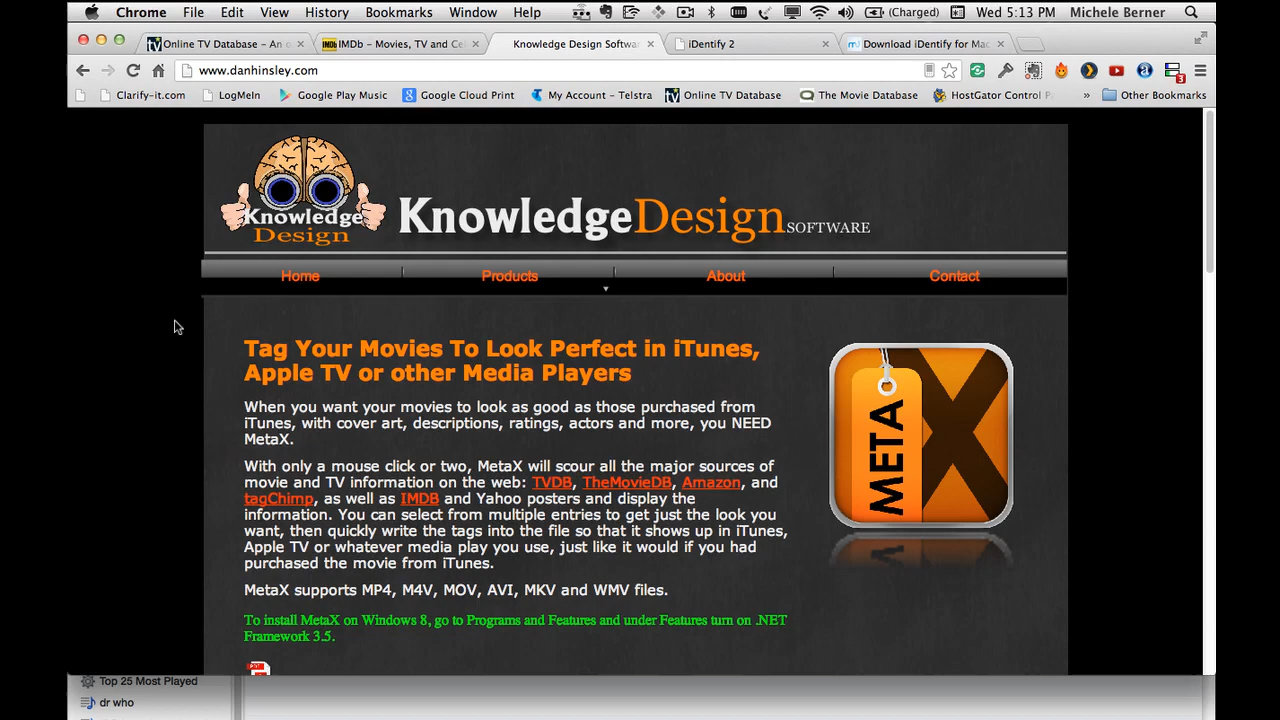 Chrome File Edit View History Bookmarks Window Help (Charged) Wed 5:13 PM Michele Berner
Online TV Database - An o IMDb - Movies, TV and Cel Knowledge Design Softwar iDentify 2 Download iDentify for Mac
www.danhinsley.com
3
Clarify-it.com LogMeIn Google Play Music Google Cloud Print My Account - Telstra Online TV Database The Movie Database HostGator Control P » Other Bookmarks
Knowledge
Design
KnowledgeDesign SOFTWARE
Home Products About Contact
Tag Your Movies To Look Perfect in iTunes,
Apple TV or other Media Players
When you want your movies to look as good as those purchased from
iTunes, with cover art, descriptions, ratings, actors and more, you NEED
MetaX.
With only a mouse click or two, MetaX will scour all the major sources of
movie and TV information on the web: TVDB, TheMovieDB, Amazon, and
tagChimp, as well as IMDB and Yahoo posters and display the
information. You can select from multiple entries to get just the look you
want, then quickly write the tags into the file so that it shows up in iTunes,
Apple TV or whatever media play you use, just like it would if you had
purchased the movie from iTunes.
MetaX supports MP4, M4V, MOV, AVI, MKV and WMV files.
To install MetaX on Windows 8, go to Programs and Features and under Features turn on .NET
Framework 3.5.
META X
Top 25 Most Played
dr who